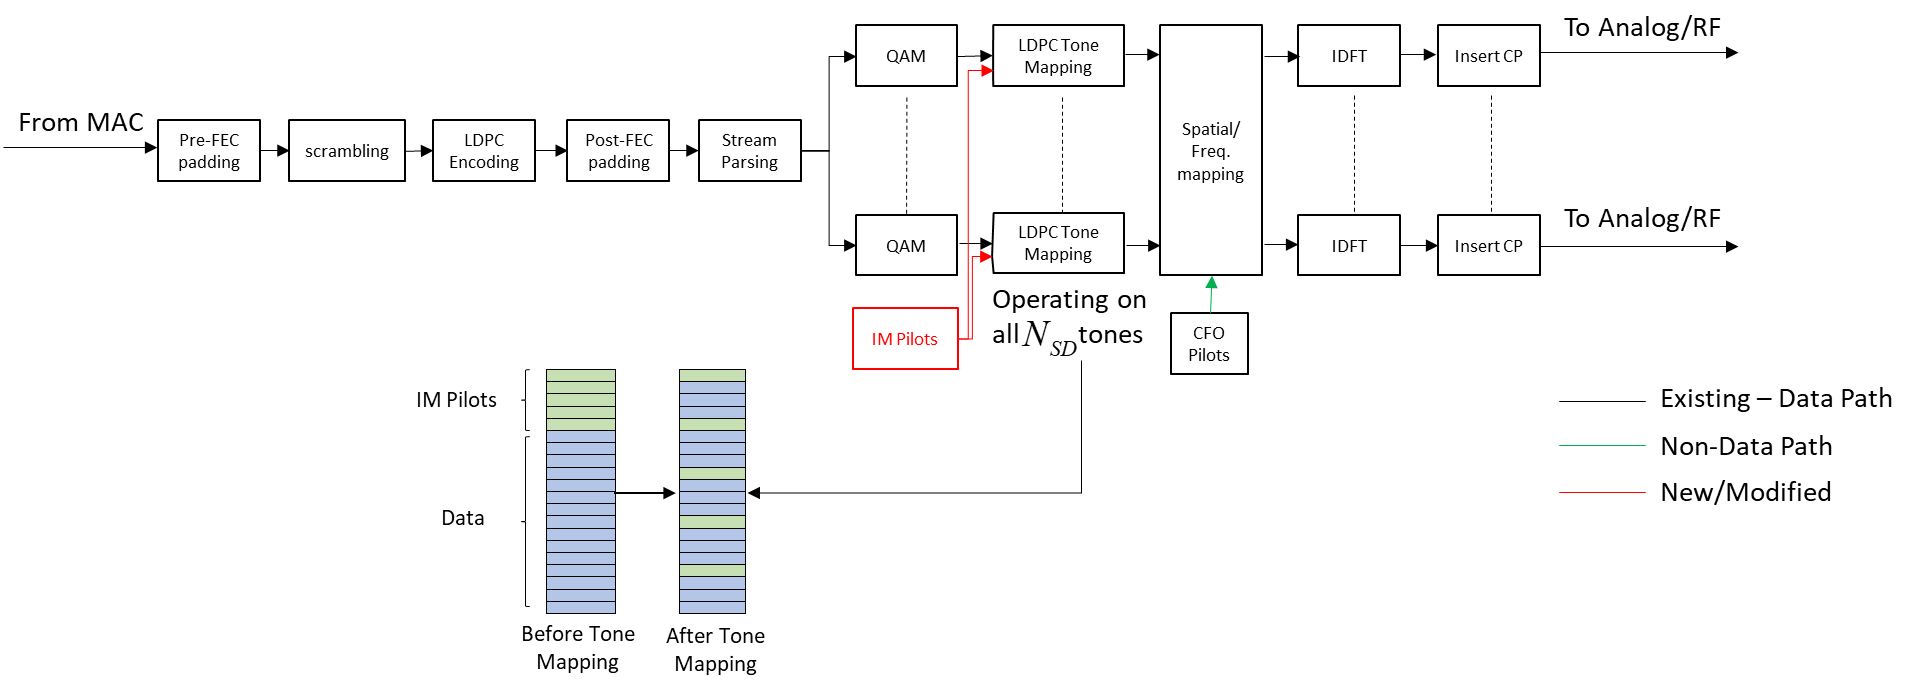 To Analog/RF
QAM
LDPC Tone
Mapping
IDFT
Insert CP
From MAC
Pre-FEC
padding
scrambling
LDPC
Encoding
Post-FEC
padding
Stream
Parsing
Spatial/
Freq.
mapping
To Analog/RF
QAM
LDPC Tone
Mapping
IDFT
Insert CP
Operating on
all N_SD tones
IM Pilots
CFO
Pilots
IM Pilots
Data
Before Tone
Mapping
After Tone
Mapping
Existing – Data Path
Non-Data Path
New/Modified